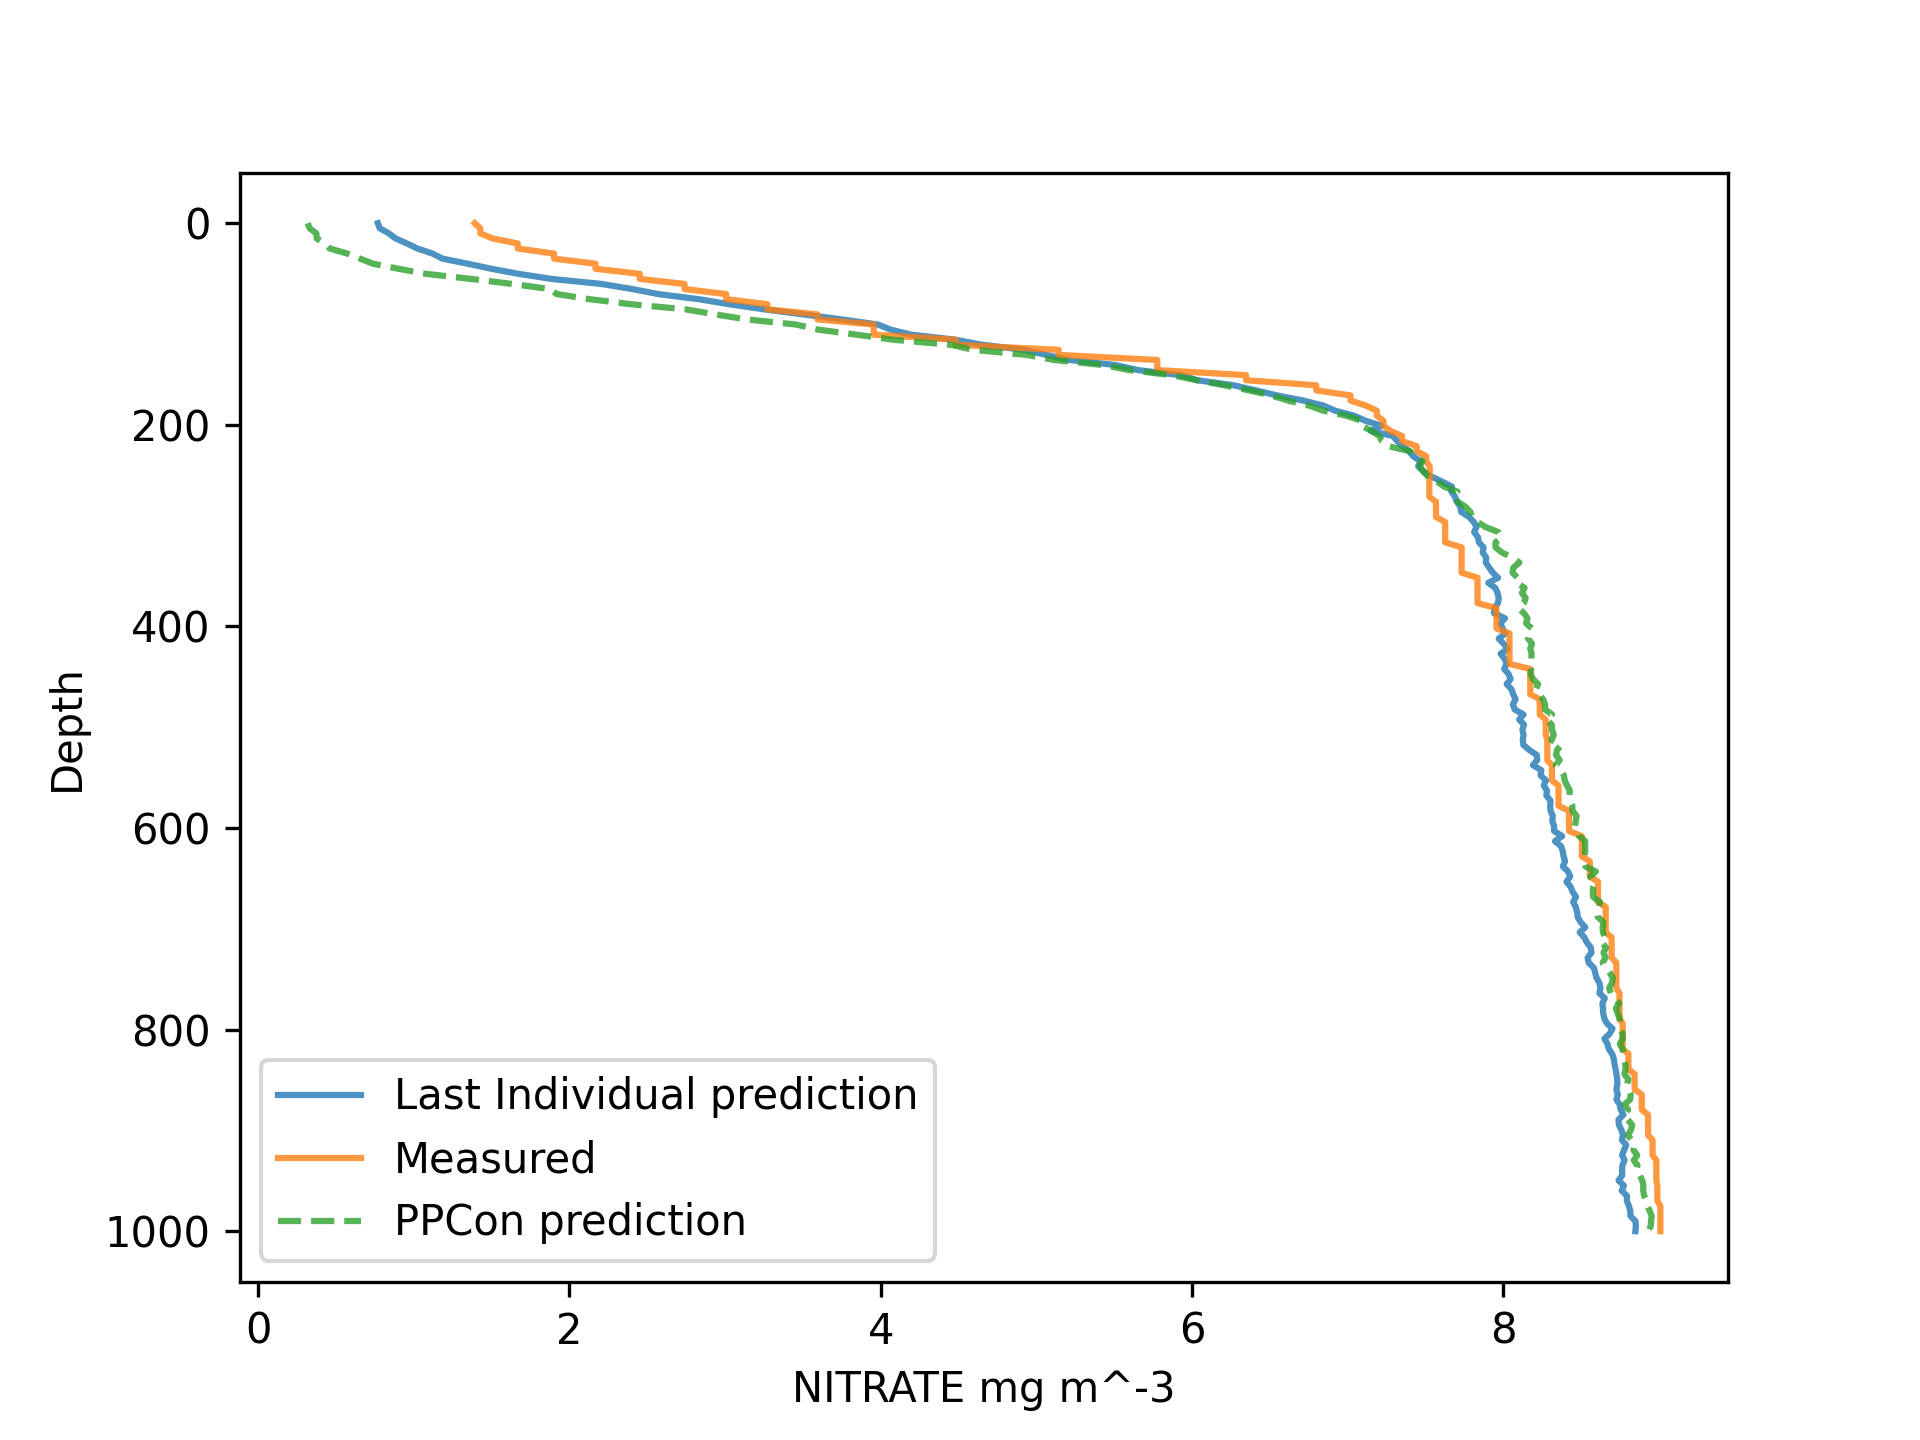 0
200
400
600
800
1000
Depth
Last Individual prediction
Measured
PPCon prediction
0 2 4 6 8
NITRATE mg m^-3